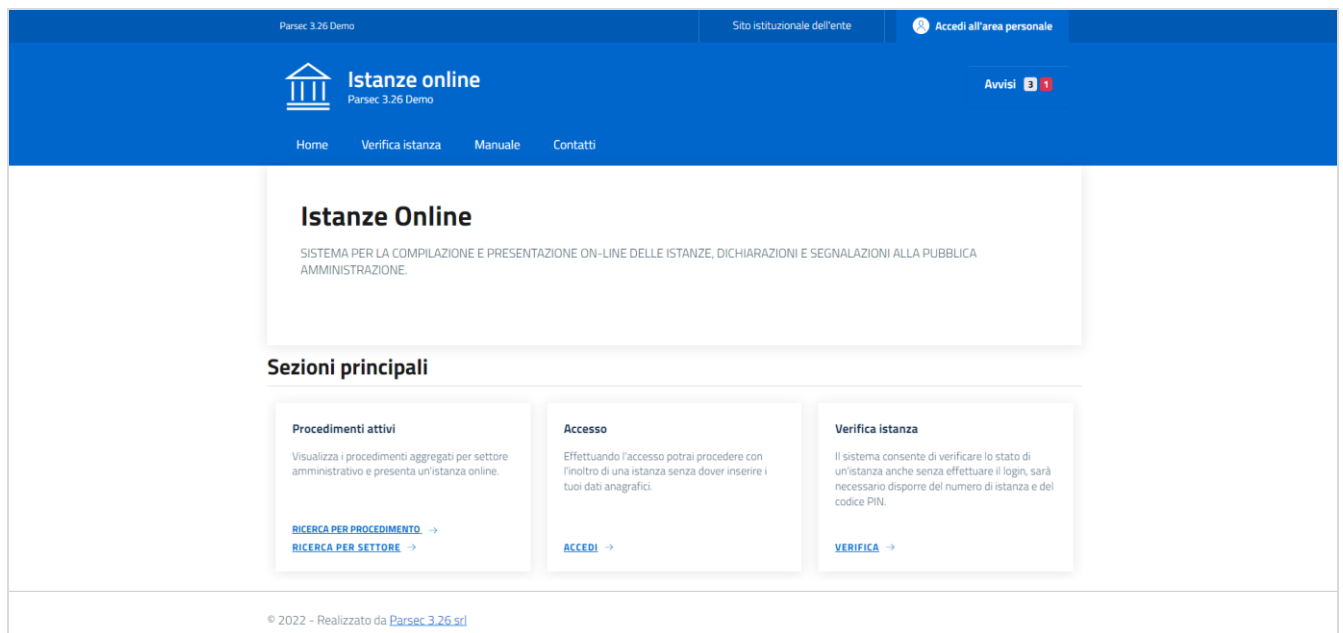 Parsec 3.26 Demo
Sito istituzionale dell'ente
Accedi all'area personale
Istanze online
Parsec 3.26 Demo
Avvisi 3 1
Home Verifica istanza Manuale Contatti
Istanze Online
SISTEMA PER LA COMPILAZIONE E PRESENTAZIONE ON-LINE DELLE ISTANZE, DICHIARAZIONI E SEGNALAZIONI ALLA PUBBLICA
AMMINISTRAZIONE.
Sezioni principali
Procedimenti attivi
Visualizza i procedimenti aggregati per settore
amministrativo e presenta un'istanza online.
RICERCA PER PROCEDIMENTO →
RICERCA PER SETTORE →
Accesso
Effettuando l'accesso potrai procedere con
l'inoltro di una istanza senza dover inserire i
tuoi dati anagrafici.
ACCEDI →
Verifica istanza
Il sistema consente di verificare lo stato di
un'istanza anche senza effettuare il login, sarà
necessario disporre del numero di istanza e del
codice PIN.
VERIFICA →
© 2022 - Realizzato da Parsec 3.26 srl